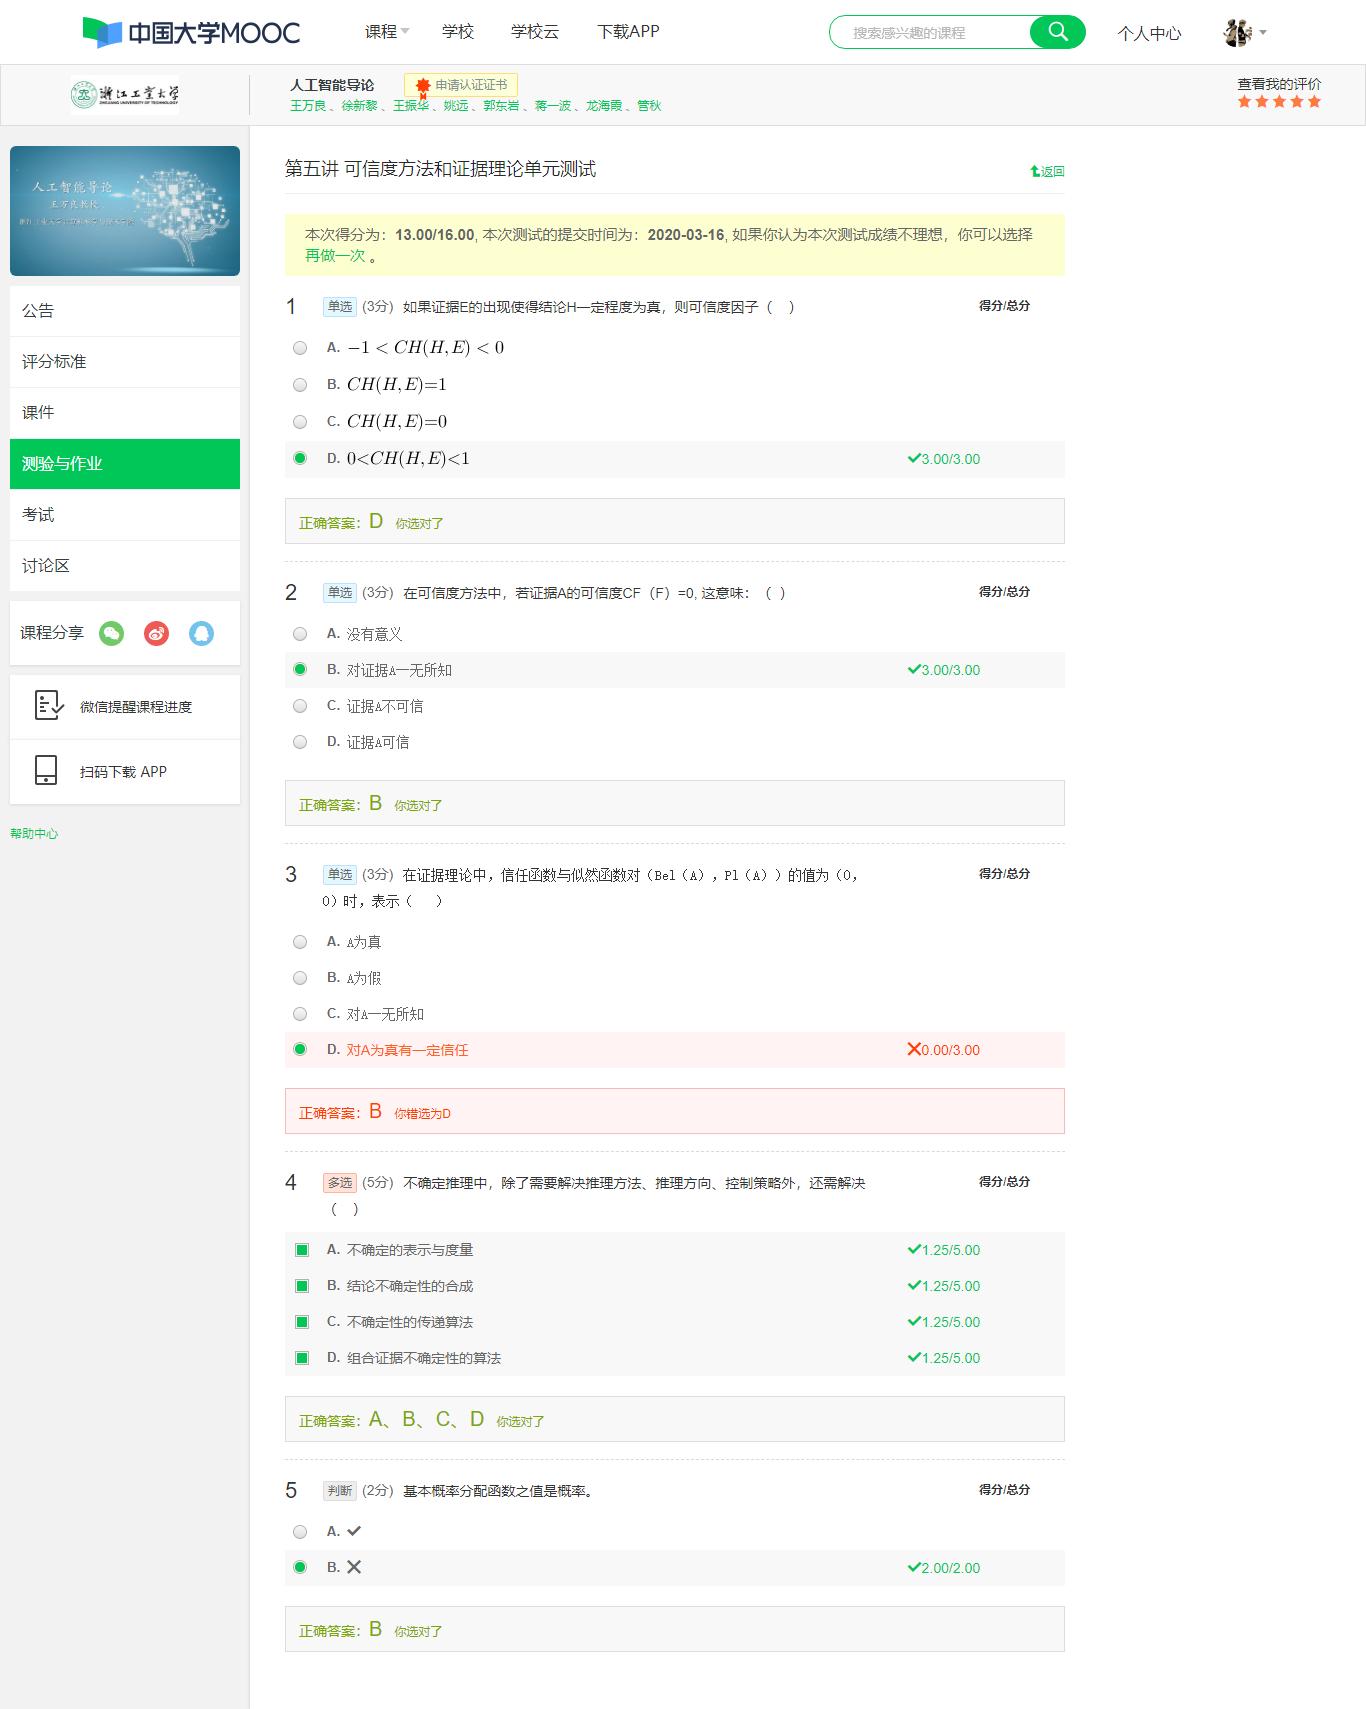 中国大学MOOC
课程
学校
学校云
下载APP
搜索感兴趣的课程
个人中心
浙江工业大学
ZHEJIANG UNIVERSITY OF TECHNOLOGY
人工智能导论
申请认证证书
王万良 、徐新黎 、王振华 、姚远 、郭东岩 、蒋一波 、龙海霞 、管秋
查看我的评价
人工智能导论
王万良教授
公告
评分标准
课件
测验与作业
考试
讨论区
课程分享
微信提醒课程进度
扫码下载 APP
帮助中心
第五讲 可信度方法和证据理论单元测试
返回
本次得分为：13.00/16.00, 本次测试的提交时间为：2020-03-16, 如果你认为本次测试成绩不理想，你可以选择
再做一次 。
1 单选 (3分) 如果证据E的出现使得结论H一定程度为真，则可信度因子（ ） 得分/总分
A. −1 < CH(H, E) < 0
B. CH(H, E)=1
C. CH(H, E)=0
D. 0<CH(H, E)<1 3.00/3.00
正确答案：D 你选对了
2 单选 (3分) 在可信度方法中，若证据A的可信度CF（F）=0, 这意味：（ ） 得分/总分
A. 没有意义
B. 对证据A一无所知 3.00/3.00
C. 证据A不可信
D. 证据A可信
正确答案：B 你选对了
3 单选 (3分) 在证据理论中，信任函数与似然函数对（Bel（A），Pl（A））的值为（0， 得分/总分
0）时，表示（ ）
A. A为真
B. A为假
C. 对A一无所知
D. 对A为真有一定信任 0.00/3.00
正确答案：B 你错选为D
4 多选 (5分) 不确定推理中，除了需要解决推理方法、推理方向、控制策略外，还需解决 得分/总分
（ ）
A. 不确定的表示与度量 1.25/5.00
B. 结论不确定性的合成 1.25/5.00
C. 不确定性的传递算法 1.25/5.00
D. 组合证据不确定性的算法 1.25/5.00
正确答案：A、B、C、D 你选对了
5 判断 (2分) 基本概率分配函数之值是概率。 得分/总分
A.
B. 2.00/2.00
正确答案：B 你选对了